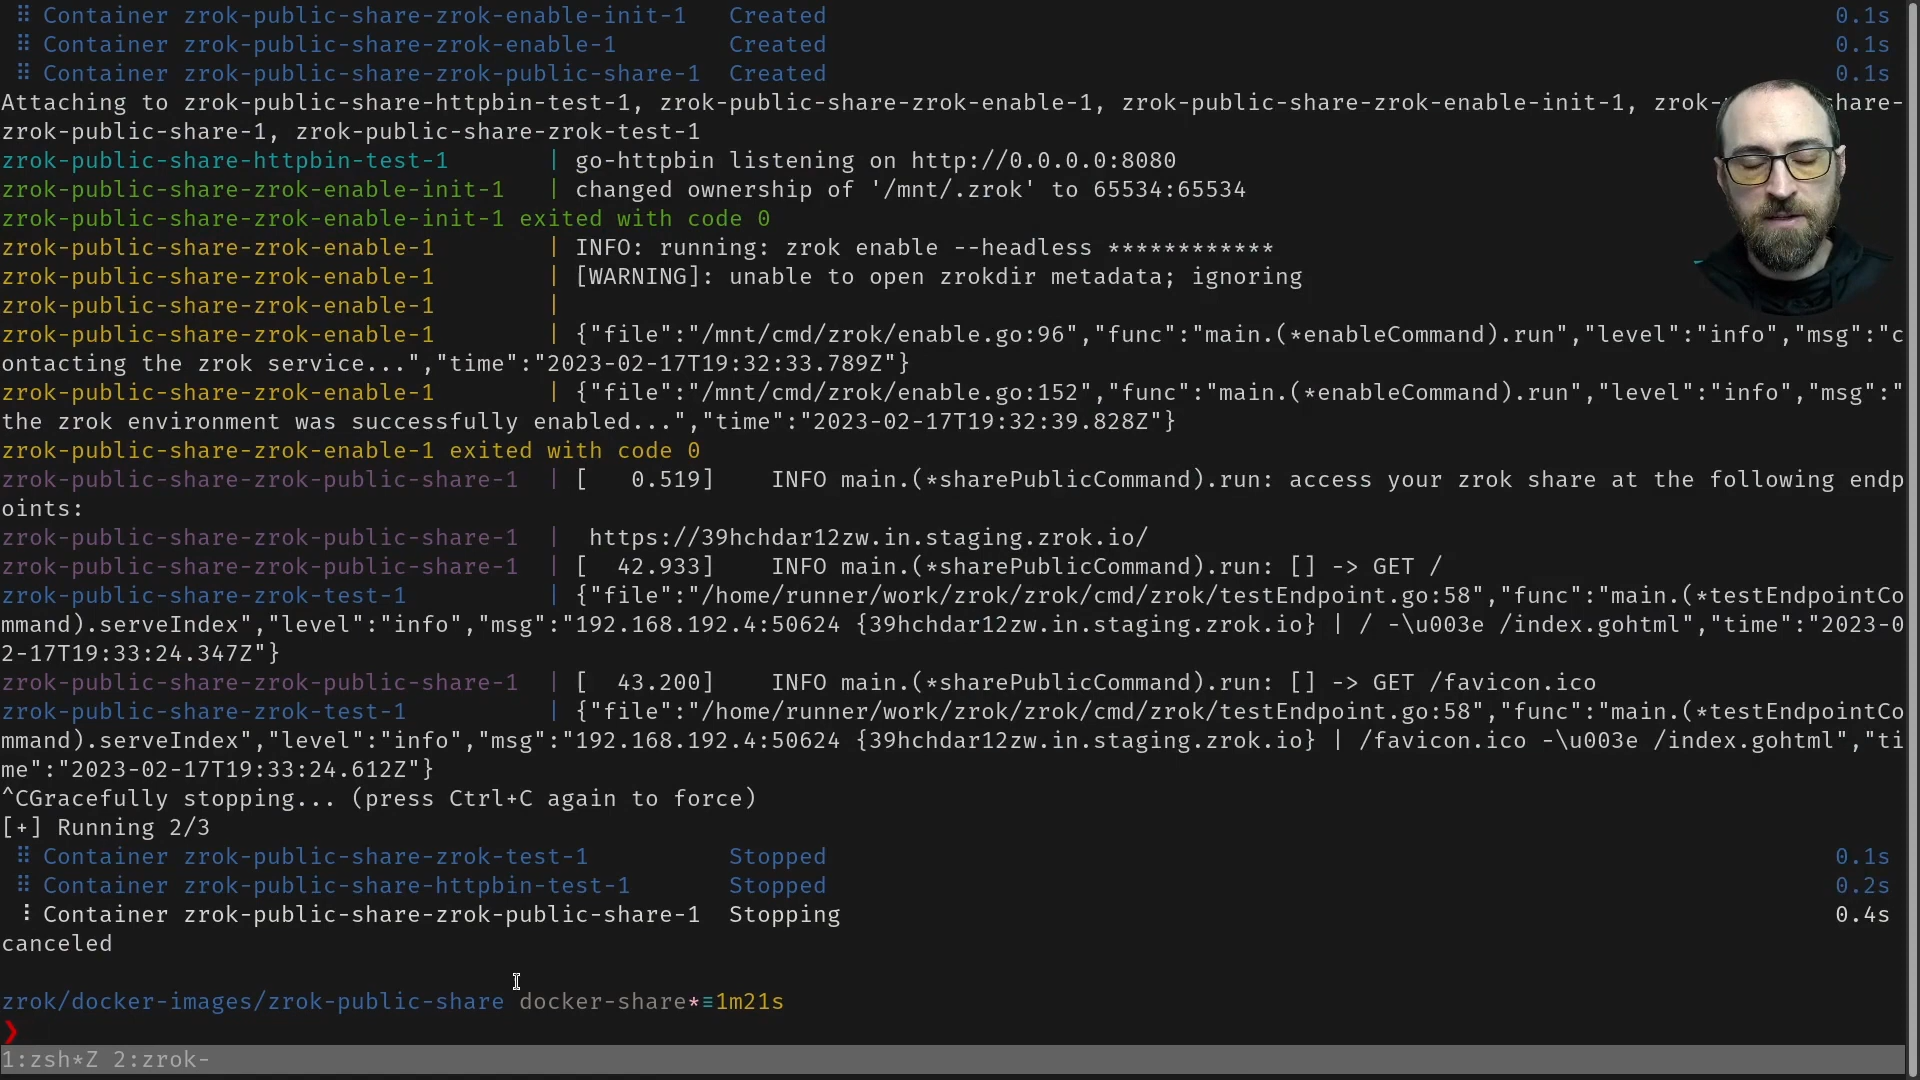 ⠿ Container zrok-public-share-zrok-enable-init-1   Created   0.1s
⠿ Container zrok-public-share-zrok-enable-1   Created   0.1s
⠿ Container zrok-public-share-zrok-public-share-1   Created   0.1s
Attaching to zrok-public-share-httpbin-test-1, zrok-public-share-zrok-enable-1, zrok-public-share-zrok-enable-init-1, zrok- hare-
zrok-public-share-1, zrok-public-share-zrok-test-1
zrok-public-share-httpbin-test-1       | go-httpbin listening on http://0.0.0.0:8080
zrok-public-share-zrok-enable-init-1   | changed ownership of '/mnt/.zrok' to 65534:65534
zrok-public-share-zrok-enable-init-1 exited with code 0
zrok-public-share-zrok-enable-1        | INFO: running: zrok enable --headless ************
zrok-public-share-zrok-enable-1        | [WARNING]: unable to open zrokdir metadata; ignoring
zrok-public-share-zrok-enable-1        |
zrok-public-share-zrok-enable-1        | {"file":"/mnt/cmd/zrok/enable.go:96","func":"main.(*enableCommand).run","level":"info","msg":"c
ontacting the zrok service...","time":"2023-02-17T19:32:33.789Z"}
zrok-public-share-zrok-enable-1        | {"file":"/mnt/cmd/zrok/enable.go:152","func":"main.(*enableCommand).run","level":"info","msg":"
the zrok environment was successfully enabled...","time":"2023-02-17T19:32:39.828Z"}
zrok-public-share-zrok-enable-1 exited with code 0
zrok-public-share-zrok-public-share-1  | [   0.519]    INFO main.(*sharePublicCommand).run: access your zrok share at the following endp
oints:
zrok-public-share-zrok-public-share-1  |  https://39hchdar12zw.in.staging.zrok.io/
zrok-public-share-zrok-public-share-1  | [  42.933]    INFO main.(*sharePublicCommand).run: [] -> GET /
zrok-public-share-zrok-test-1          | {"file":"/home/runner/work/zrok/zrok/cmd/zrok/testEndpoint.go:58","func":"main.(*testEndpointCo
mmand).serveIndex","level":"info","msg":"192.168.192.4:50624 {39hchdar12zw.in.staging.zrok.io} | / -\u003e /index.gohtml","time":"2023-0
2-17T19:33:24.347Z"}
zrok-public-share-zrok-public-share-1  | [  43.200]    INFO main.(*sharePublicCommand).run: [] -> GET /favicon.ico
zrok-public-share-zrok-test-1          | {"file":"/home/runner/work/zrok/zrok/cmd/zrok/testEndpoint.go:58","func":"main.(*testEndpointCo
mmand).serveIndex","level":"info","msg":"192.168.192.4:50624 {39hchdar12zw.in.staging.zrok.io} | /favicon.ico -\u003e /index.gohtml","ti
me":"2023-02-17T19:33:24.612Z"}
^CGracefully stopping... (press Ctrl+C again to force)
[+] Running 2/3
⠿ Container zrok-public-share-zrok-test-1   Stopped   0.1s
⠿ Container zrok-public-share-httpbin-test-1   Stopped   0.2s
⠸ Container zrok-public-share-zrok-public-share-1  Stopping   0.4s
canceled
zrok/docker-images/zrok-public-share docker-share*≡1m21s
❯
1:zsh*Z 2:zrok-